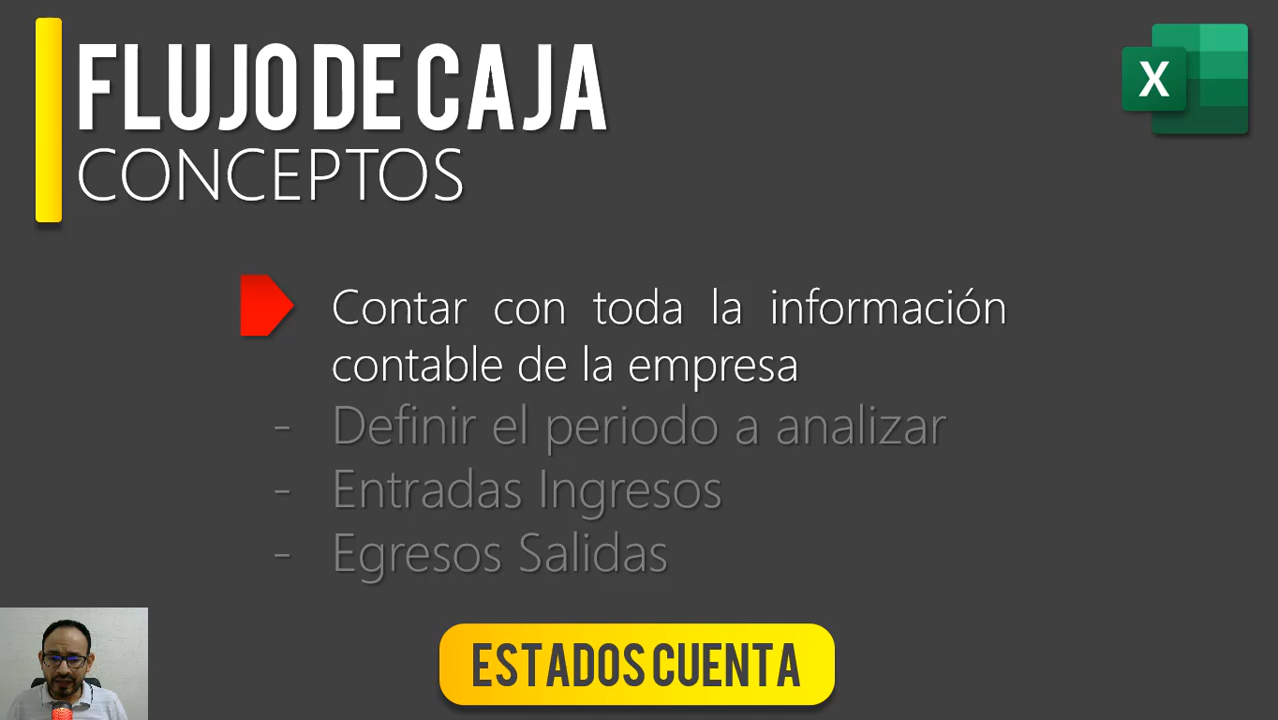 FLUJO DE CAJA
CONCEPTOS
X
Contar con toda la información
contable de la empresa
- Definir el periodo a analizar
- Entradas Ingresos
- Egresos Salidas
ESTADOS CUENTA